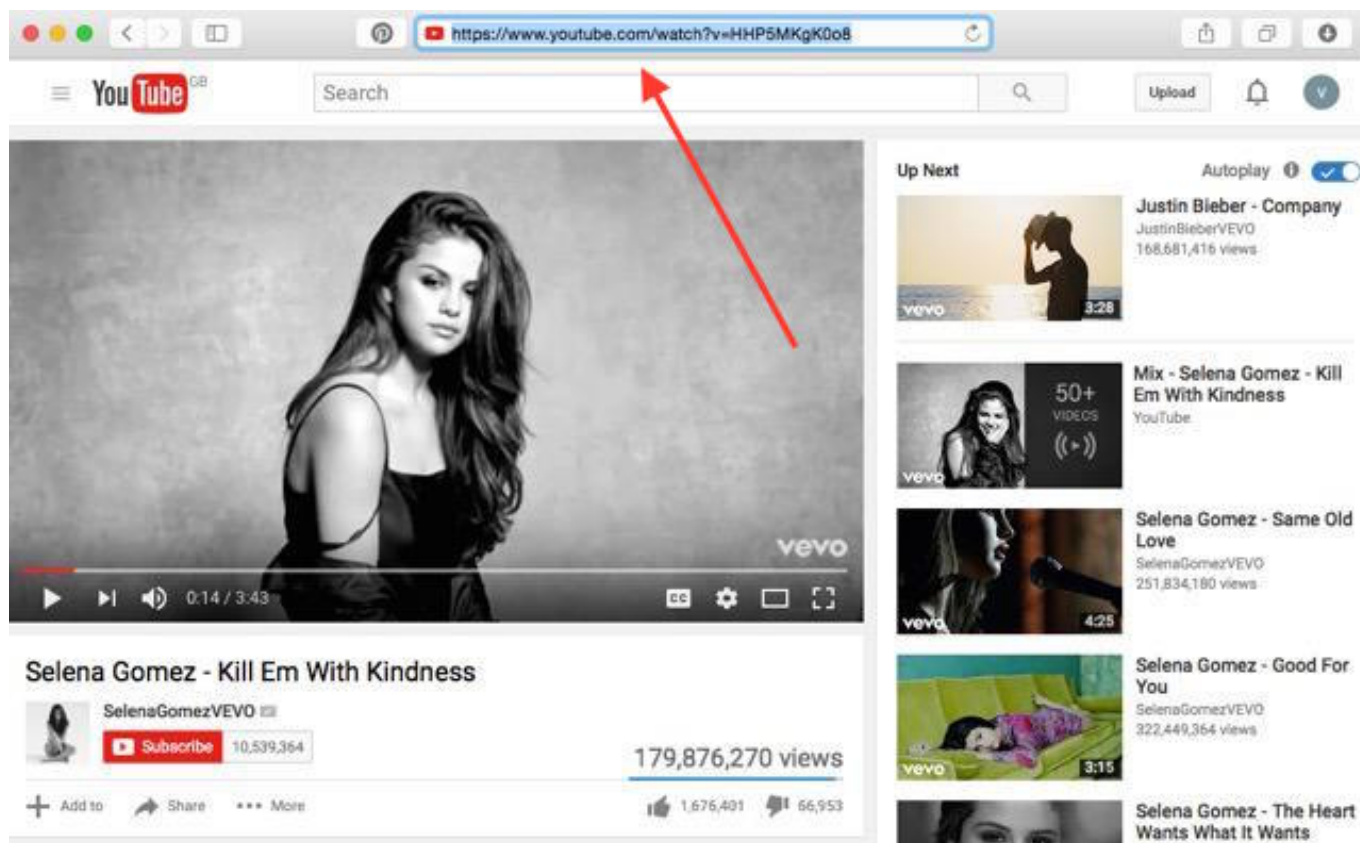 https://www.youtube.com/watch?v=HHP5MKgK0o8
YouTube GB
Search
Upload
V
Up Next
Autoplay
Justin Bieber - Company
JustinBieberVEVO
168,681,416 views
vevo
3:28
Mix - Selena Gomez - Kill
Em With Kindness
YouTube
50+
VIDEOS
vevo
Selena Gomez - Same Old
Love
SelenaGomezVEVO
251,834,180 views
vevo
4:25
Selena Gomez - Good For
You
SelenaGomezVEVO
322,449,364 views
vevo
3:15
Selena Gomez - The Heart
Wants What It Wants
vevo
0:14 / 3:43
CC
Selena Gomez - Kill Em With Kindness
SelenaGomezVEVO
Subscribe 10,539,364
179,876,270 views
Add to Share More
1,676,401 66,953